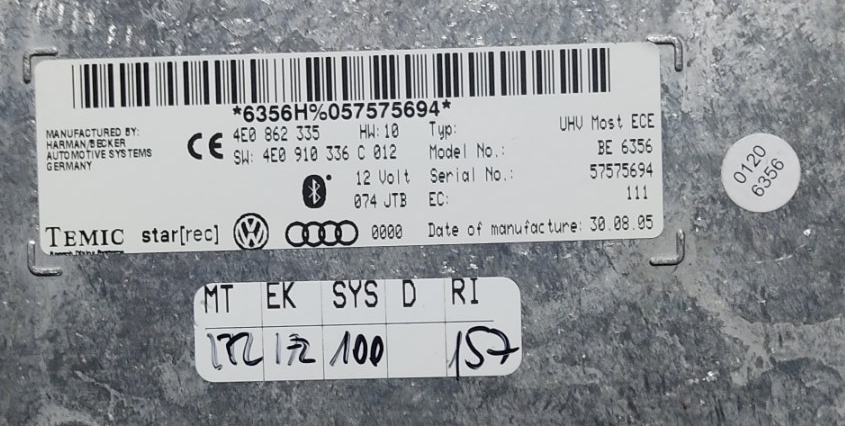 *6356H%057575694*
MANUFACTURED BY:
HARMAN/BECKER
AUTOMOTIVE SYSTEMS
GERMANY
CE
4E0 862 335 HW: 10 Typ: UHV Most ECE
SW: 4E0 910 336 C 012 Model No.: BE 6356
12 Volt Serial No.: 57575694
074 JTB EC: 111
TEMIC star[rec] 0000 Date of manufacture: 30.08.05
0120
6356
MT EK SYS D RI
172 172 100 157